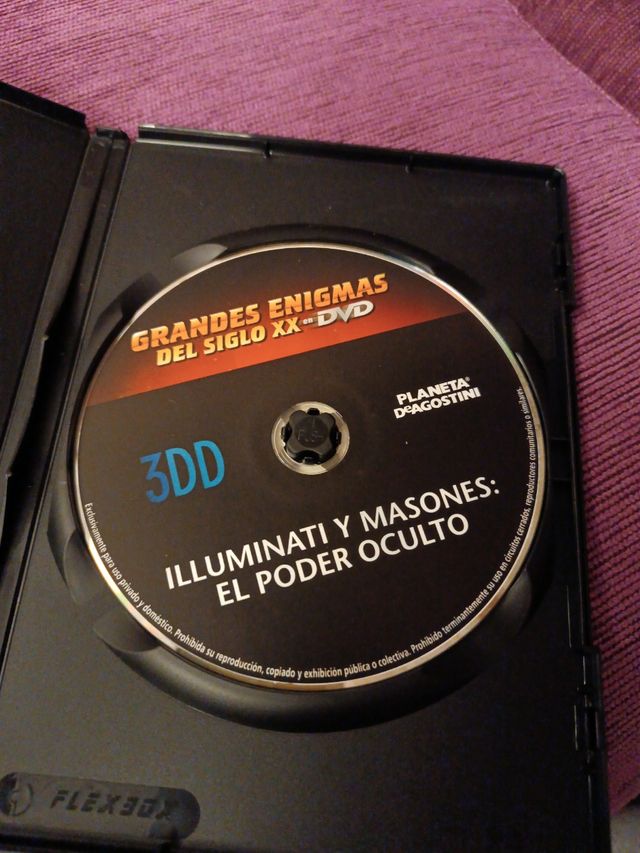 GRANDES ENIGMAS
DEL SIGLO XX en DVD
PLANETA®
DeAGOSTINI
3DD
ILLUMINATI Y MASONES:
EL PODER OCULTO
Exclusivamente para uso privado y doméstico. Prohibida su reproducción, copiado y exhibición pública o colectiva. Prohibido terminantemente su uso en circuitos cerrados, reproductores comunitarios o similares.
FLEXBOX